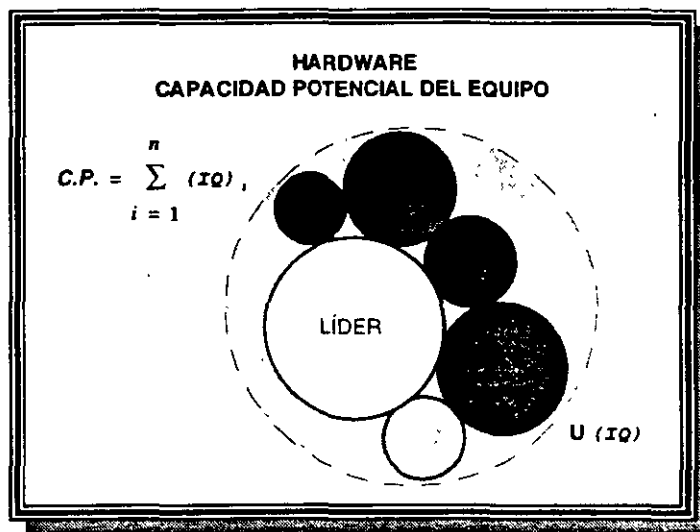 HARDWARE
CAPACIDAD POTENCIAL DEL EQUIPO
n
C.P. = ∑ (IQ) i
i = 1
LÍDER
U (IQ)